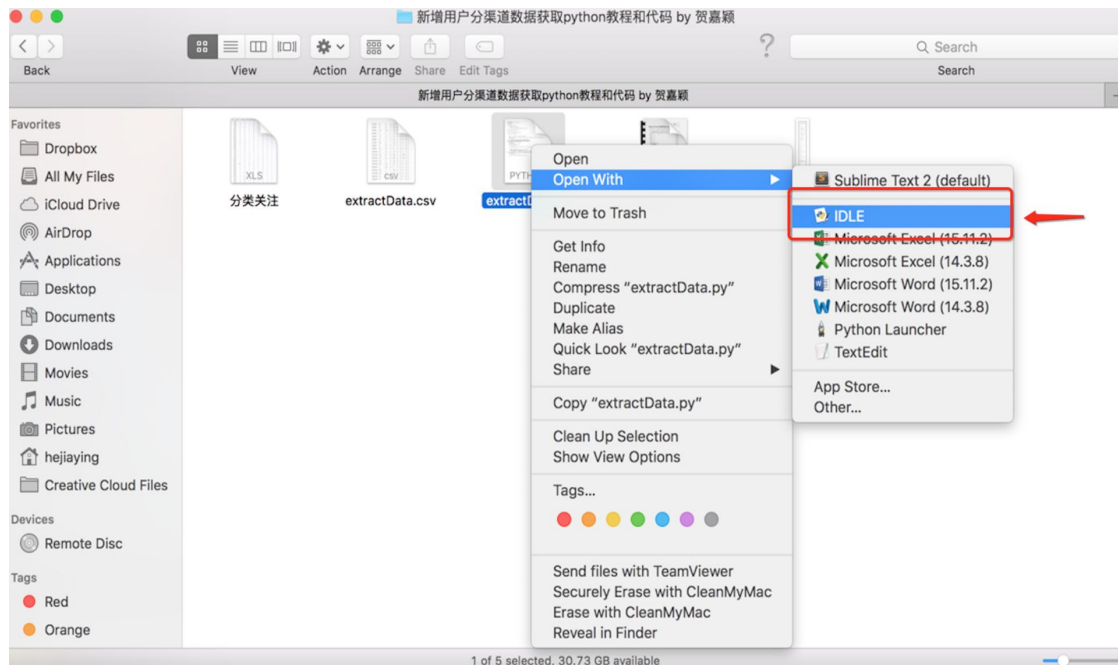 新增用户分渠道数据获取python教程和代码 by 贺嘉颖
Search
Back
View
Action
Arrange
Share
Edit Tags
Search
新增用户分渠道数据获取python教程和代码 by 贺嘉颖
Favorites
Dropbox
All My Files
iCloud Drive
AirDrop
Applications
Desktop
Documents
Downloads
Movies
Music
Pictures
hejiaying
Creative Cloud Files
Devices
Remote Disc
Tags
Red
Orange
XLS
分类关注
csv
extractData.csv
PYTH
extractD
Open
Open With
Move to Trash
Get Info
Rename
Compress “extractData.py”
Duplicate
Make Alias
Quick Look “extractData.py”
Share
Copy “extractData.py”
Clean Up Selection
Show View Options
Tags...
Send files with TeamViewer
Securely Erase with CleanMyMac
Erase with CleanMyMac
Reveal in Finder
Sublime Text 2 (default)
IDLE
Microsoft Excel (15.11.2)
Microsoft Excel (14.3.8)
Microsoft Word (15.11.2)
Microsoft Word (14.3.8)
Python Launcher
TextEdit
App Store...
Other...
1 of 5 selected, 30.73 GB available